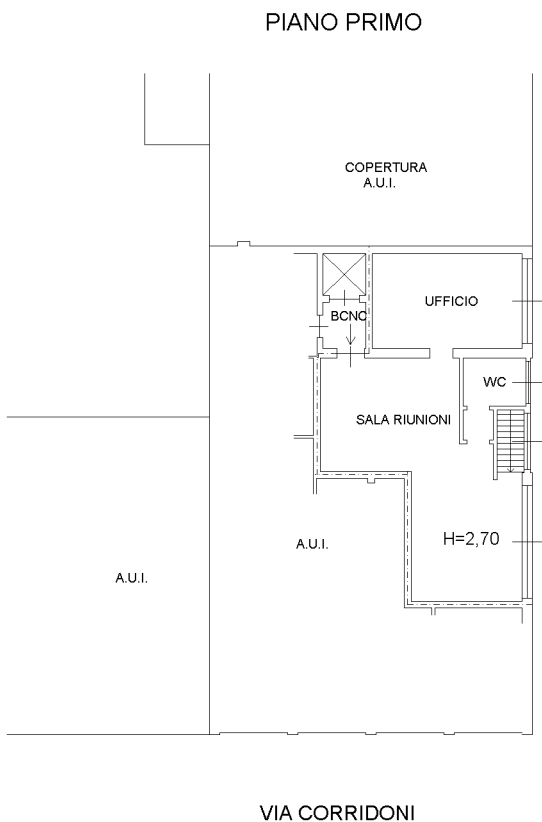 PIANO PRIMO
COPERTURA
A.U.I.
UFFICIO
BCNC
WC
SALA RIUNIONI
H=2,70
A.U.I.
A.U.I.
VIA CORRIDONI